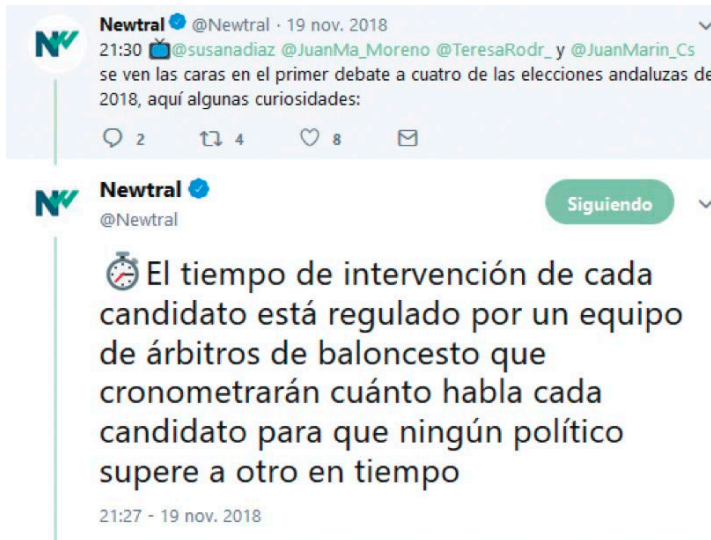 Newtral @Newtral · 19 nov. 2018
21:30 📺@susanadiaz @JuanMa_Moreno @TeresaRodr_ y @JuanMarin_Cs
se ven las caras en el primer debate a cuatro de las elecciones andaluzas de
2018, aquí algunas curiosidades:
2 4 8
Newtral
@Newtral
Siguiendo
⏱El tiempo de intervención de cada
candidato está regulado por un equipo
de árbitros de baloncesto que
cronometrarán cuánto habla cada
candidato para que ningún político
supere a otro en tiempo
21:27 - 19 nov. 2018